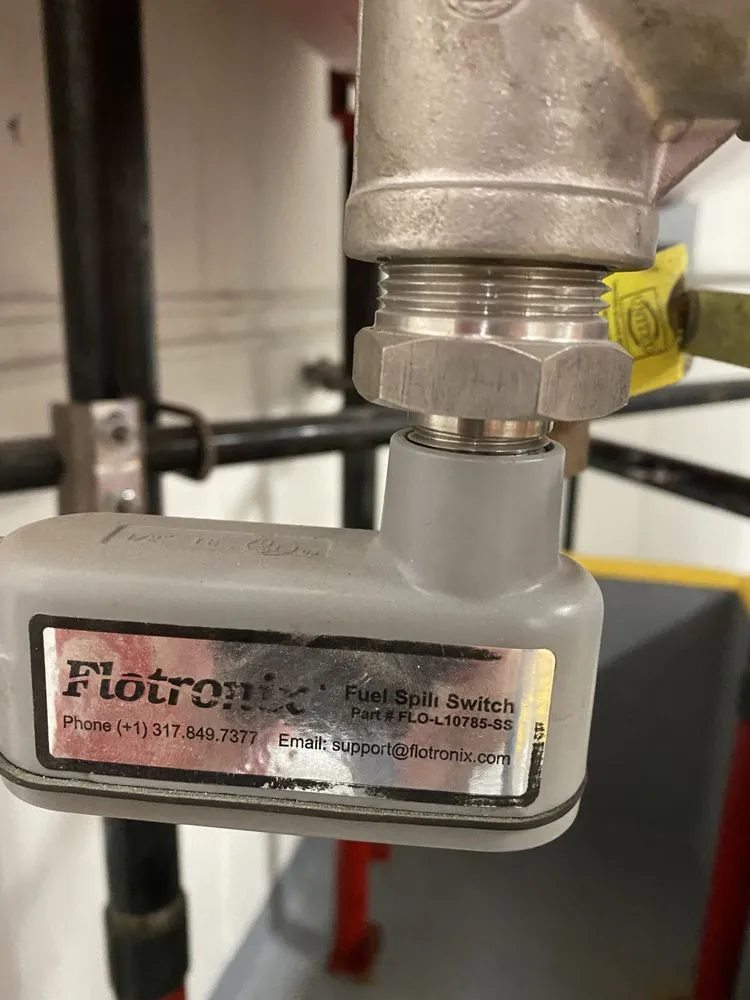 Flotronix
Fuel Spill Switch
Part # FLO-L10785-SS
Phone (+1) 317.849.7377
Email: support@flotronix.com